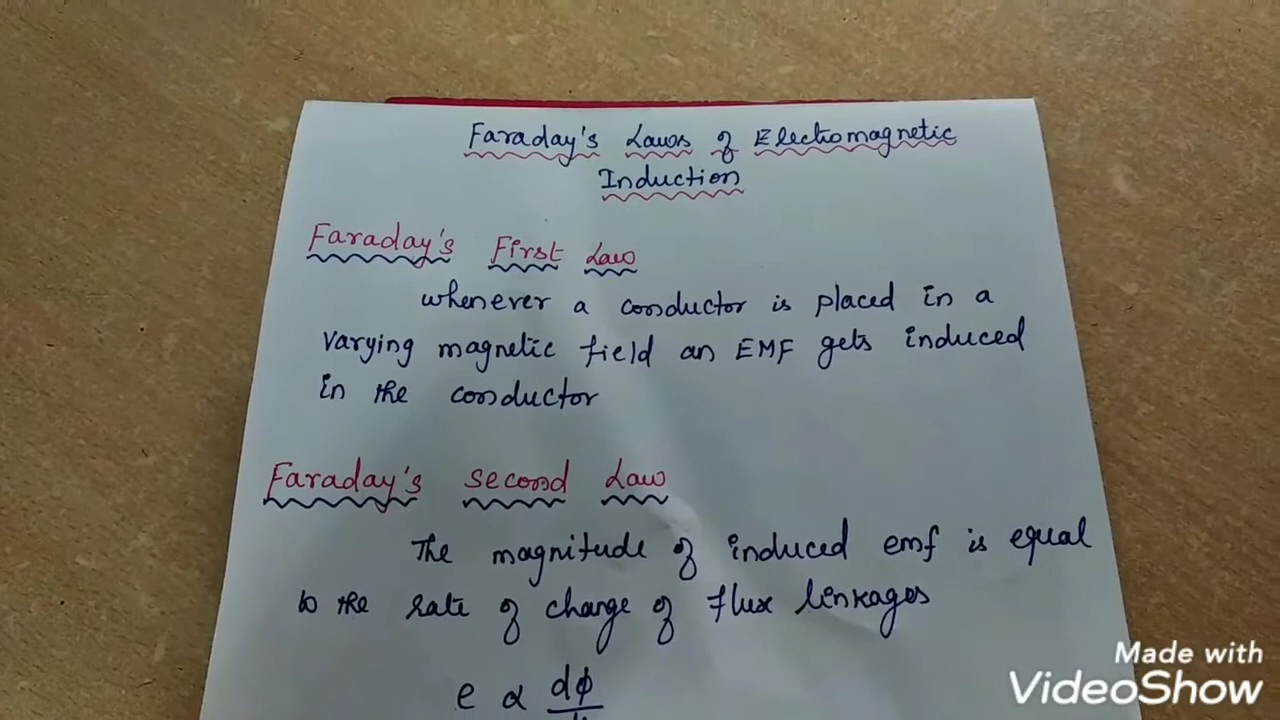 Faraday's Laws of Electromagnetic
Induction
Faraday's First Law
whenever a conductor is placed in a
varying magnetic field an EMF gets induced
in the conductor
Faraday's second Law
The magnitude of induced emf is equal
to the rate of change of flux linkages
e ∝ dϕ
Made with
VideoShow